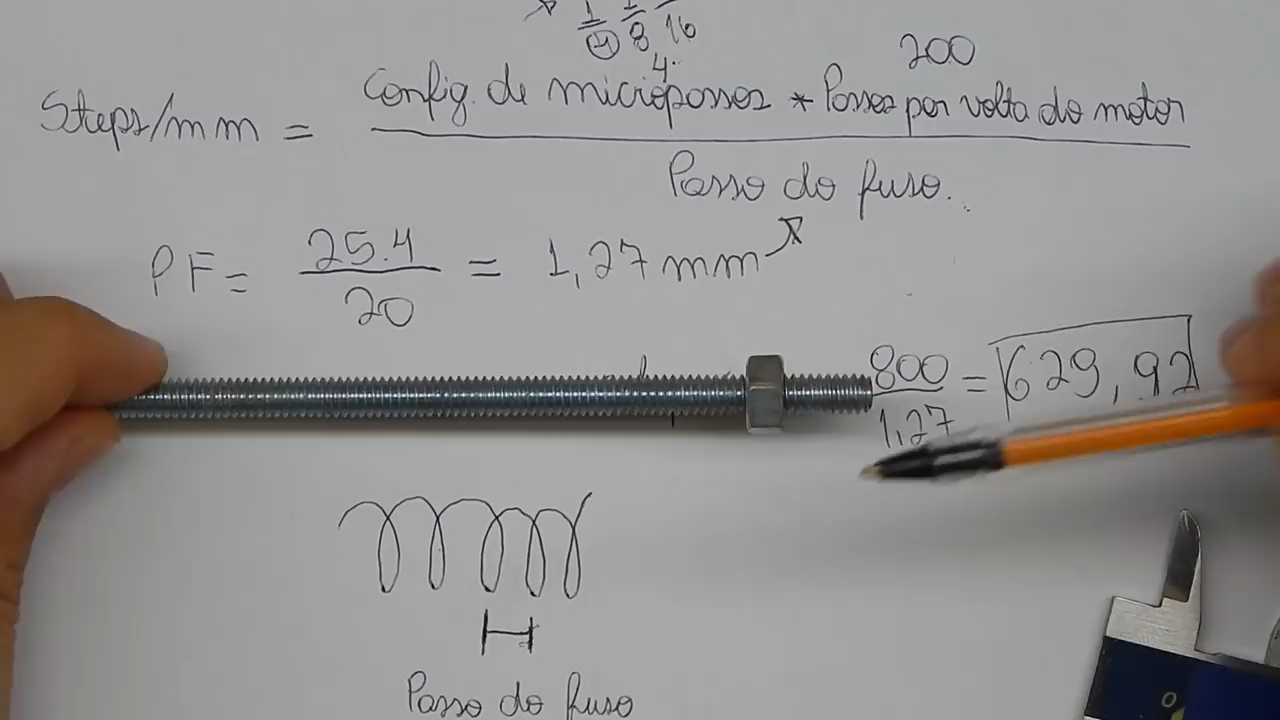 1/4 1/8 16
4. 200
Steps/mm = Config. de micropassos * Passos por volta do motor
Passo do fuso.
PF = 25.4/20 = 1,27 mm
800/1,27 = 629,92
Passo do fuso